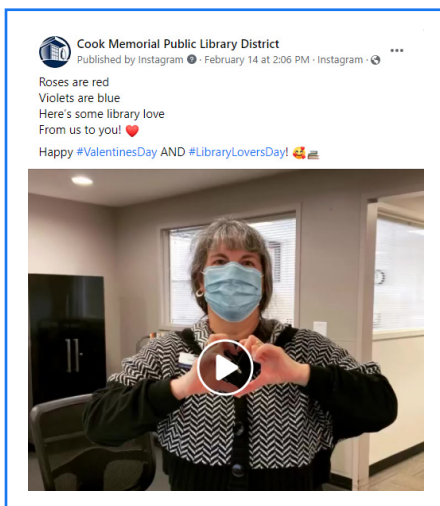 Cook Memorial Public Library District
Published by Instagram · February 14 at 2:06 PM · Instagram ·
Roses are red
Violets are blue
Here's some library love
From us to you! ❤️
Happy #ValentinesDay AND #LibraryLoversDay! 🥰📚